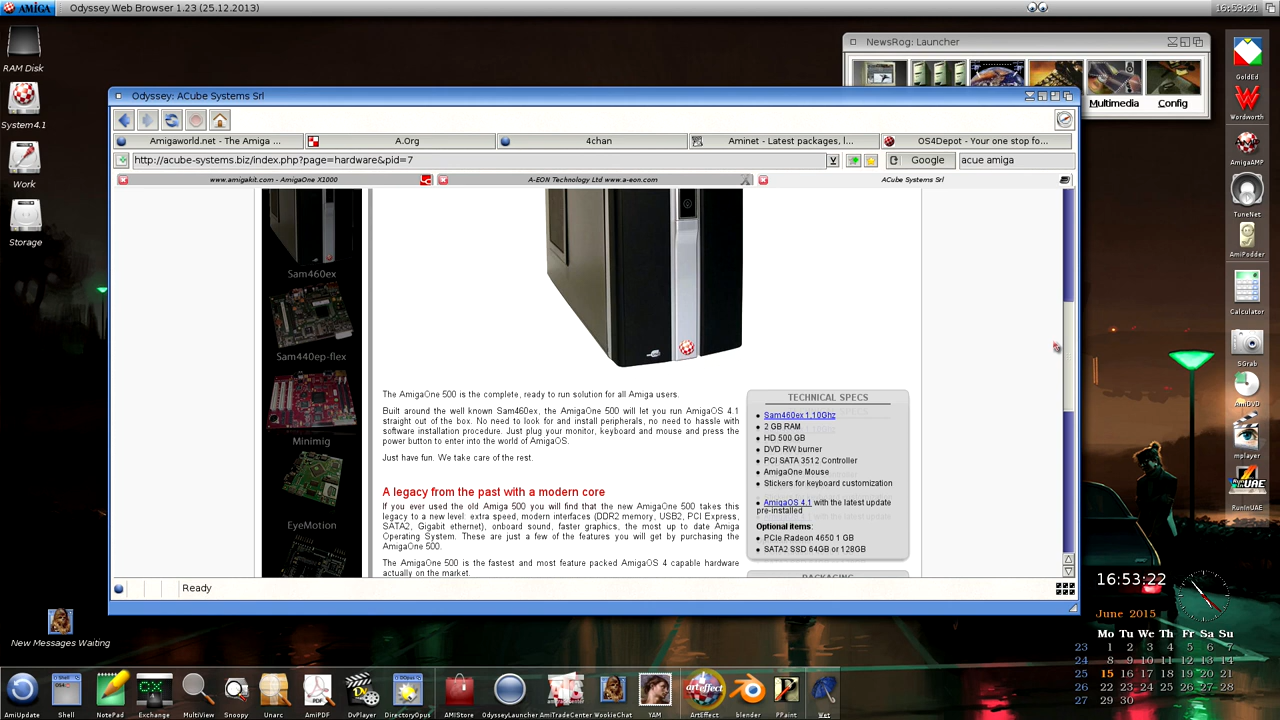 AMIGA
Odyssey Web Browser 1.23 (25.12.2013)
16:53:21
RAM Disk
System4.1
Work
Storage
New Messages Waiting
NewsRog: Launcher
Multimedia
Config
Odyssey: ACube Systems Srl
Amigaworld.net - The Amiga ...
A.Org
4chan
Aminet - Latest packages, l...
OS4Depot - Your one stop fo...
http://acube-systems.biz/index.php?page=hardware&pid=7
Google
acue amiga
www.amigakit.com - AmigaOne X1000
A-EON Technology Ltd www.a-eon.com
ACube Systems Srl
Sam460ex
Sam440ep-flex
Minimig
EyeMotion
The AmigaOne 500 is the complete, ready to run solution for all Amiga users.
Built around the well known Sam460ex, the AmigaOne 500 will let you run AmigaOS 4.1
straight out of the box. No need to look for and install peripherals, no need to hassle with
software installation procedure. Just plug your monitor, keyboard and mouse and press the
power button to enter into the world of AmigaOS.
Just have fun. We take care of the rest.
A legacy from the past with a modern core
If you ever used the old Amiga 500 you will find that the new AmigaOne 500 takes this
legacy to a new level: extra speed, modern interfaces (DDR2 memory, USB2, PCI Express,
SATA2, Gigabit ethernet), onboard sound, faster graphics, the most up to date Amiga
Operating System. These are just a few of the features you will get by purchasing the
AmigaOne 500.
The AmigaOne 500 is the fastest and most feature packed AmigaOS 4 capable hardware
actually on the market.
TECHNICAL SPECS
Sam460ex 1.10Ghz
2 GB RAM
HD 500 GB
DVD RW burner
PCI SATA 3512 Controller
AmigaOne Mouse
Stickers for keyboard customization
AmigaOS 4.1 with the latest update
pre-installed
Optional items:
PCIe Radeon 4650 1 GB
SATA2 SSD 64GB or 128GB
PACKAGING
Ready
GoldEd
Wordworth
AmigaAMP
TuneNet
AmiPodder
Calculator
SGrab
AmiDVD
mplayer
RunInUAE
16:53:22
June 2015
Mo Tu We Th Fr Sa Su
23 1 2 3 4 5 6 7
24 8 9 10 11 12 13 14
25 15 16 17 18 19 20 21
26 22 23 24 25 26 27 28
27 29 30
AmiUpdate
Shell
NotePad
Exchange
MultiView
Snoopy
Unarc
AmiPDF
DvPlayer
DirectoryOpus
AMIStore
OdysseyLauncher
AmiTradeCenter
WookieChat
YAM
ArtEffect
blender
PPaint
Wet